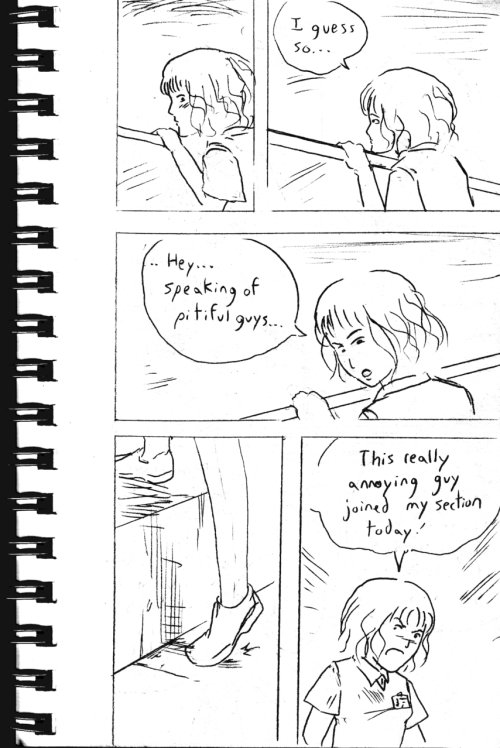 I guess
so...
.. Hey...
speaking of
pitiful guys...
This really
annoying guy
joined my section
today!